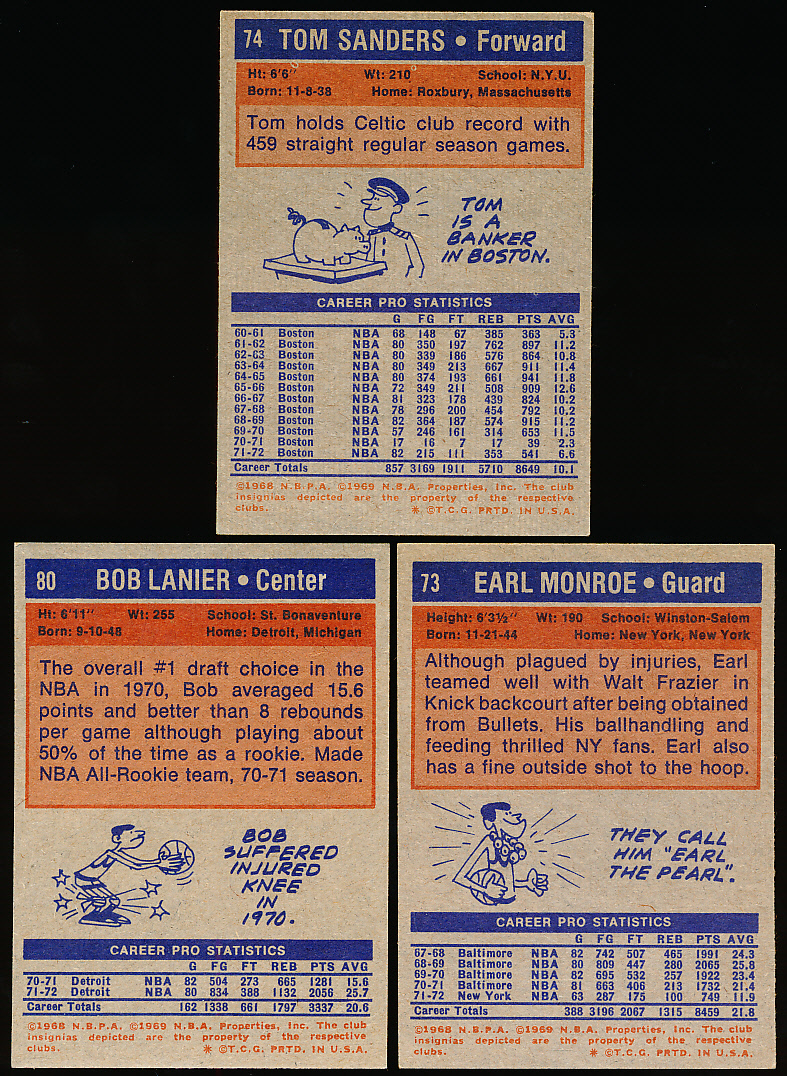 74 TOM SANDERS • Forward
Ht: 6'6" Wt: 210 School: N.Y.U.
Born: 11-8-38 Home: Roxbury, Massachusetts
Tom holds Celtic club record with
459 straight regular season games.
TOM
IS A
BANKER
IN BOSTON.
CAREER PRO STATISTICS
G FG FT REB PTS AVG
60-61 Boston NBA 68 148 67 385 363 5.3
61-62 Boston NBA 80 350 197 762 897 11.2
62-63 Boston NBA 80 339 186 576 864 10.8
63-64 Boston NBA 80 349 213 667 911 11.4
64-65 Boston NBA 80 374 193 661 941 11.8
65-66 Boston NBA 72 349 211 508 909 2.6
66-67 Boston NBA 81 323 178 439 824 10.2
67-68 Boston NBA 78 296 200 454 792 10.2
68-69 Boston NBA 82 364 187 574 915 11.2
69-70 Boston NBA 57 246 161 314 653 11.5
70-71 Boston NBA 17 16 7 17 39 2.3
71-72 Boston NBA 82 215 111 353 541 6.6
Career Totals 857 3169 1911 5710 8649 10.1
©1968 N.B.P.A. ©1969 N.B.A. Properties, Inc. The club
insignias depicted are the property of the respective
clubs. * ©T.C.G. PRTD. IN U.S.A.
80 BOB LANIER • Center
Ht: 6'11" Wt: 255 School: St. Bonaventure
Born: 9-10-48 Home: Detroit, Michigan
The overall #1 draft choice in the
NBA in 1970, Bob averaged 15.6
points and better than 8 rebounds
per game although playing about
50% of the time as a rookie. Made
NBA All-Rookie team, 70-71 season.
BOB
SUFFERED
INJURED
KNEE
IN
1970.
CAREER PRO STATISTICS
G FG FT REB PTS AVG
70-71 Detroit NBA 82 504 273 665 1281 15.6
71-72 Detroit NBA 80 834 388 1132 2056 25.7
Career Totals 162 1338 661 1797 3337 20.6
©1968 N.B.P.A. ©1969 N.B.A. Properties, Inc. The club
insignias depicted are the property of the respective
clubs. * ©T.C.G. PRTD. IN U.S.A.
73 EARL MONROE • Guard
Height: 6'3½" Wt: 190 School: Winston-Salem
Born: 11-21-44 Home: New York, New York
Although plagued by injuries, Earl
teamed well with Walt Frazier in
Knick backcourt after being obtained
from Bullets. His ballhandling and
feeding thrilled NY fans. Earl also
has a fine outside shot to the hoop.
THEY CALL
HIM "EARL
THE PEARL".
CAREER PRO STATISTICS
G FG FT REB PTS AVG
67-68 Baltimore NBA 82 742 507 465 1991 24.3
68-69 Baltimore NBA 80 809 447 280 2065 25.8
69-70 Baltimore NBA 82 695 532 257 1922 23.4
70-71 Baltimore NBA 81 663 406 213 1732 21.4
71-72 New York NBA 63 287 175 100 749 11.9
Career Totals 388 3196 2067 1315 8459 21.8
©1968 N.B.P.A. ©1969 N.B.A. Properties, Inc. The club
insignias depicted are the property of the respective
clubs. * ©T.C.G. PRTD. IN U.S.A.